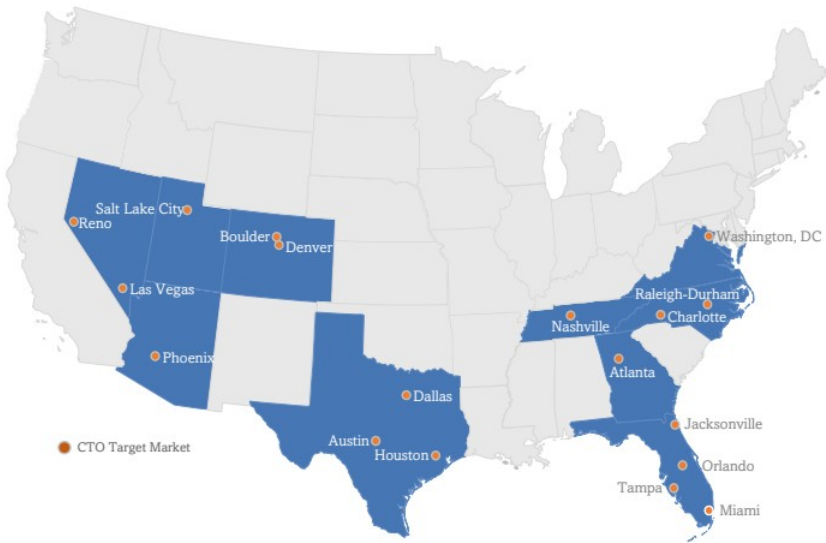 Salt Lake City
Reno
Boulder
Denver
Washington, DC
Las Vegas
Raleigh-Durham
Charlotte
Nashville
Phoenix
Atlanta
Dallas
Jacksonville
Austin
CTO Target Market
Houston
Orlando
Tampa
Miami